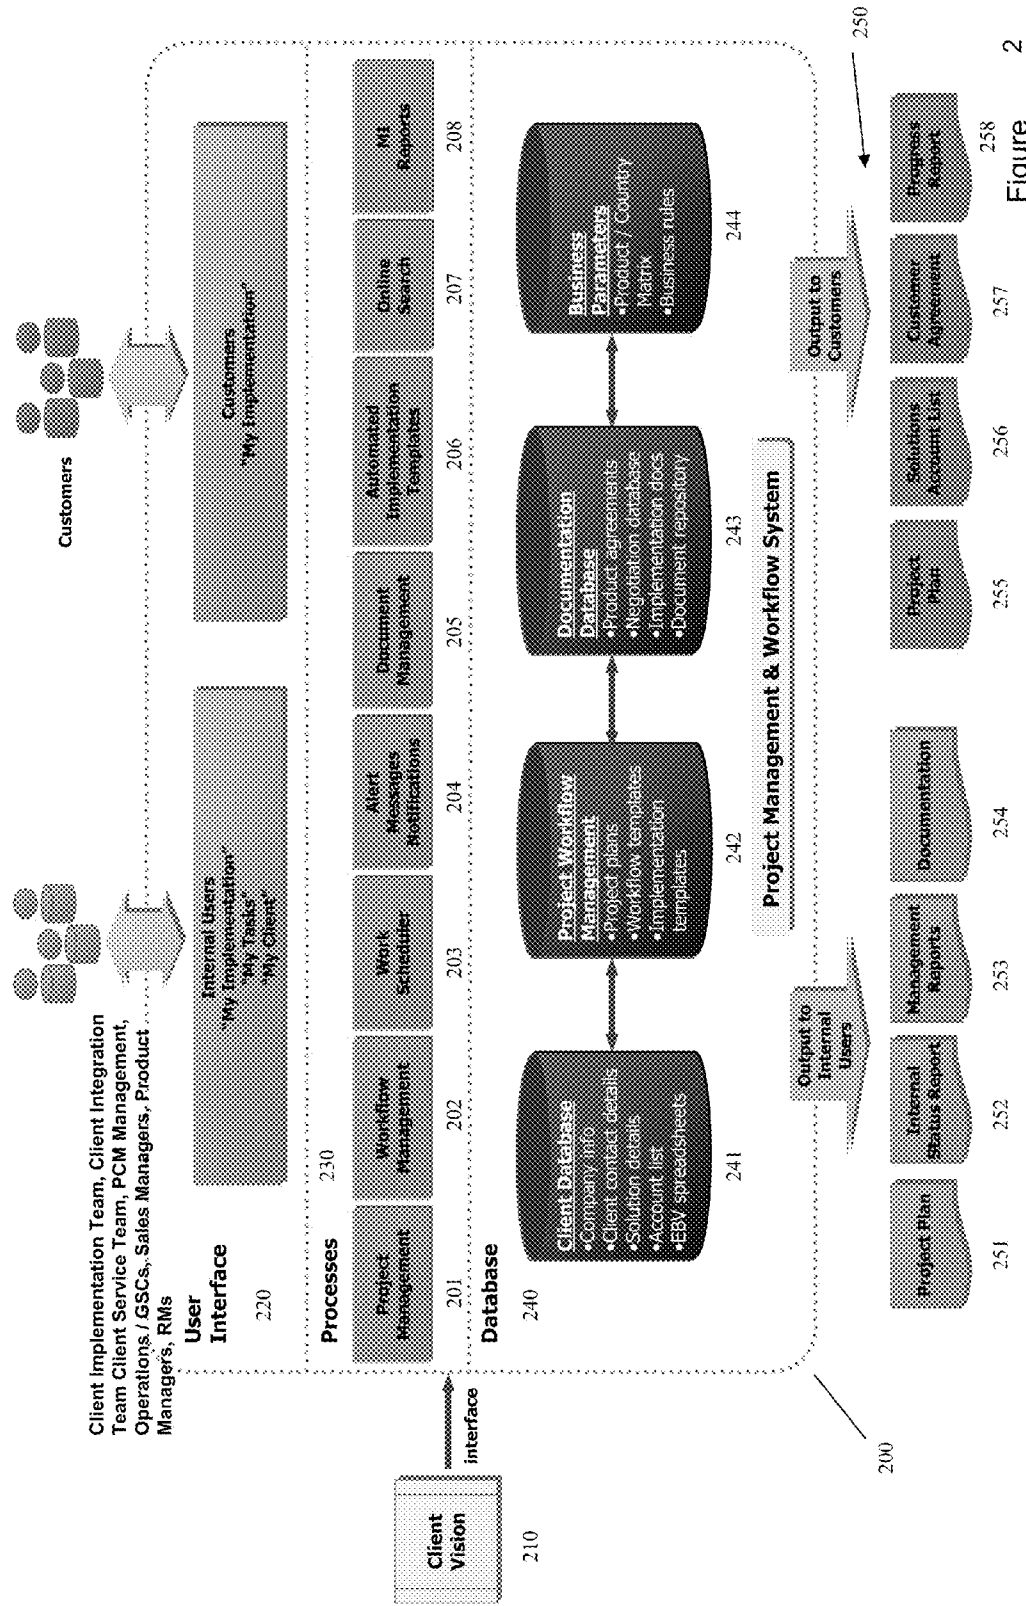 Customers
Client Implementation Team, Client Integration
Team Client Service Team, PCM Management,
Operations / GSCs, Sales Managers, Product
Managers, RMs
User
Interface
220
Internal Users
"My Implementation"
"My Tasks"
"My Client"
Customers
"My Implementation"
Processes
230
Project
Management
201
Workflow
Management
202
Work
Scheduler
203
Alert
Messages
Notifications
204
Document
Management
205
Automated
Implementation
Templates
206
Online
Search
207
MI
Reports
208
Client
Vision
210
interface
Database
240
Client Database
•Company info
•Client contact details
•Solution details
•Account list
•EBV spreadsheets
241
Project Workflow
Management
•Project plans
•Workflow templates
•Implementation
templates
242
Documentation
Database
•Product agreements
•Negotiation database
•Implementation docs
•Document repository
243
Business
Parameters
•Product / Country
Matrix
•Business rules
244
Project Management & Workflow System
200
Output to
Internal
Users
Output to
Customers
250
Project Plan
251
Internal
Status Report
252
Management
Reports
253
Documentation
254
Project
Plan
255
Solutions
Account List
256
Customer
Agreement
257
Progress
Report
258
Figure 2